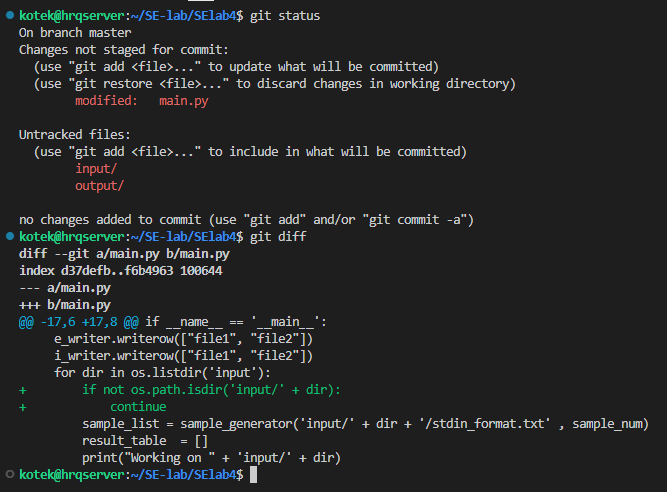 kotek@hrqserver:~/SE-lab/SElab4$ git status
On branch master
Changes not staged for commit:
  (use "git add <file>..." to update what will be committed)
  (use "git restore <file>..." to discard changes in working directory)
        modified:   main.py

Untracked files:
  (use "git add <file>..." to include in what will be committed)
        input/
        output/

no changes added to commit (use "git add" and/or "git commit -a")
kotek@hrqserver:~/SE-lab/SElab4$ git diff
diff --git a/main.py b/main.py
index d37defb..f6b4963 100644
--- a/main.py
+++ b/main.py
@@ -17,6 +17,8 @@ if __name__ == '__main__':
     e_writer.writerow(["file1", "file2"])
     i_writer.writerow(["file1", "file2"])
     for dir in os.listdir('input'):
+        if not os.path.isdir('input/' + dir):
+            continue
         sample_list = sample_generator('input/' + dir + '/stdin_format.txt' , sample_num)
         result_table  = []
         print("Working on " + 'input/' + dir)
kotek@hrqserver:~/SE-lab/SElab4$